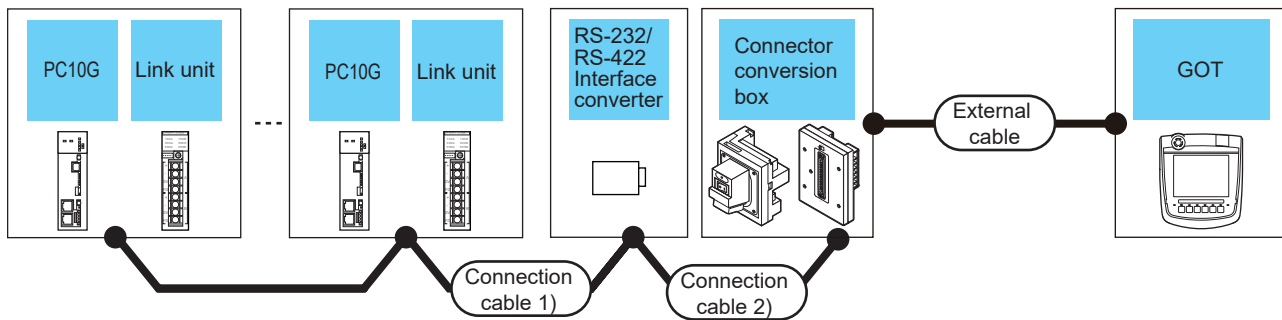 PC10G
Link unit
PC10G
Link unit
RS-232/
RS-422
Interface
converter
Connector
conversion
box
GOT
External
cable
Connection
cable 1)
Connection
cable 2)